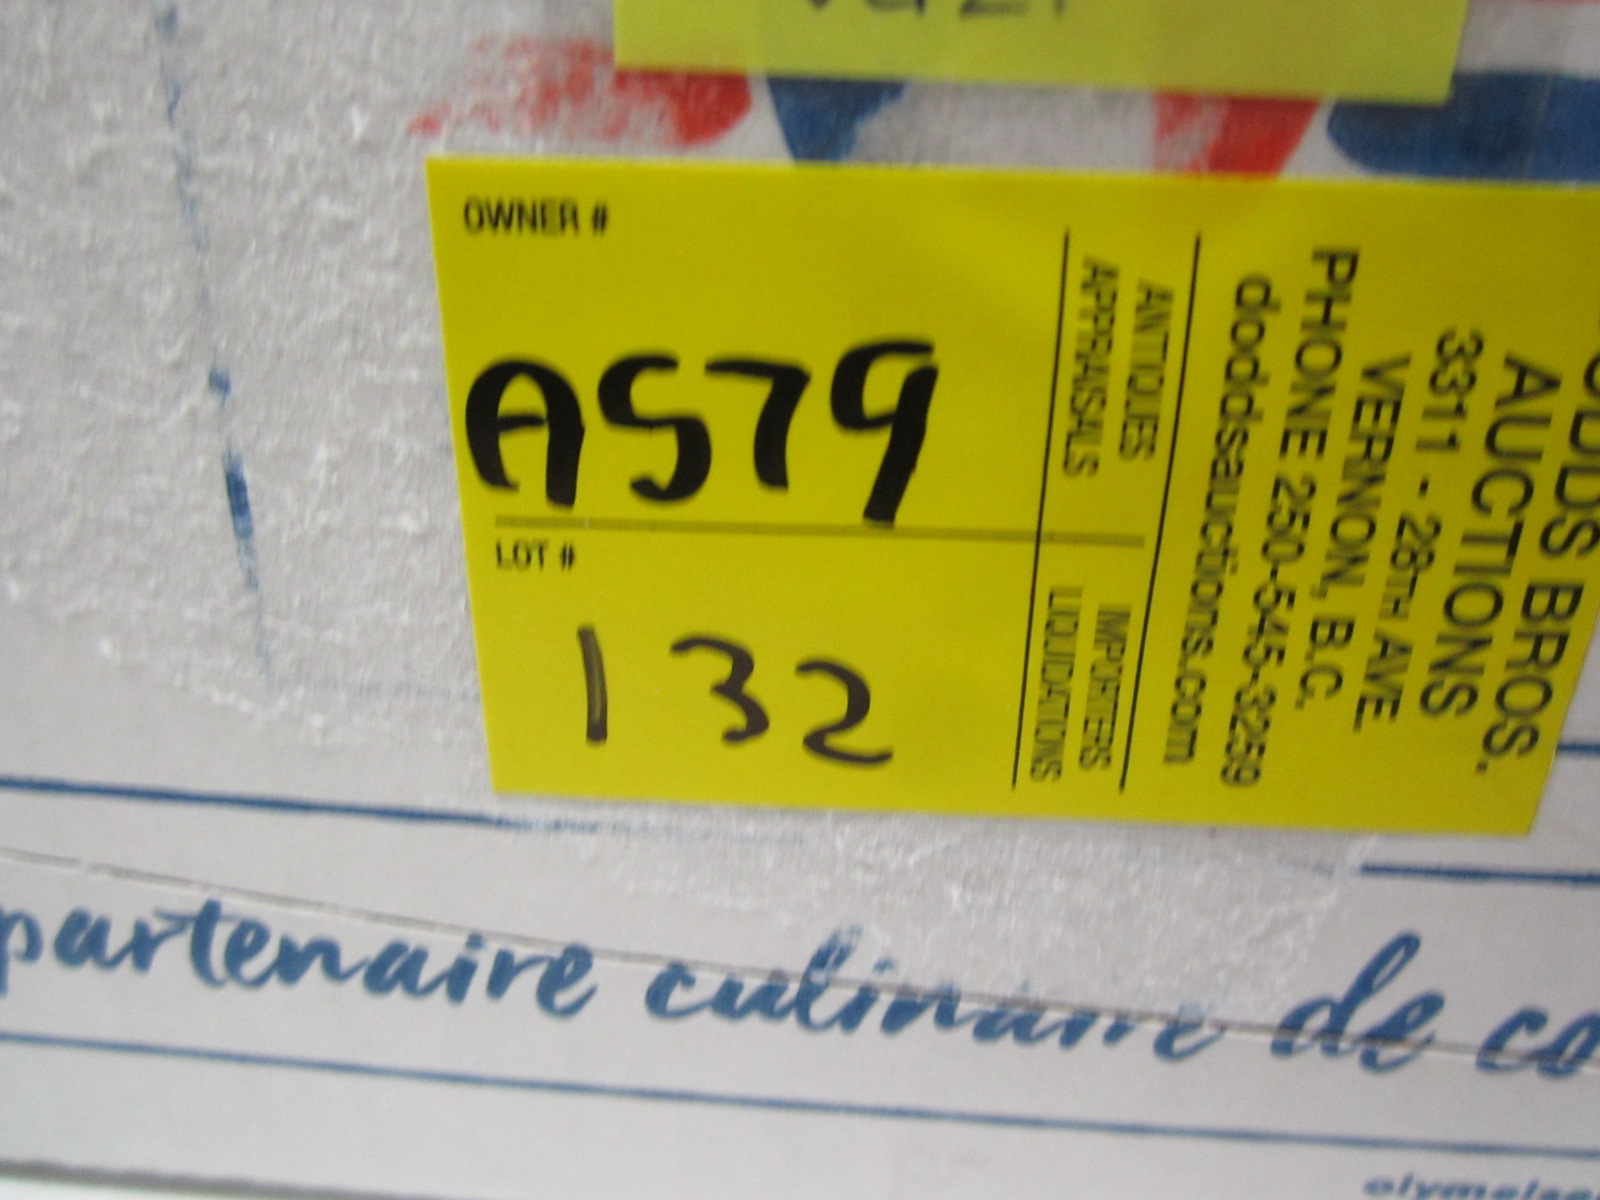 OWNER #
A579
LOT #
132
ANTIQUES
APPRAISALS
IMPORTERS
LIQUIDATIONS
BROS.
AUCTIONS
3311 - 28TH AVE.
VERNON, B.C.
PHONE 250-545-3259
doddsauctions.com
partenaire culinaire de